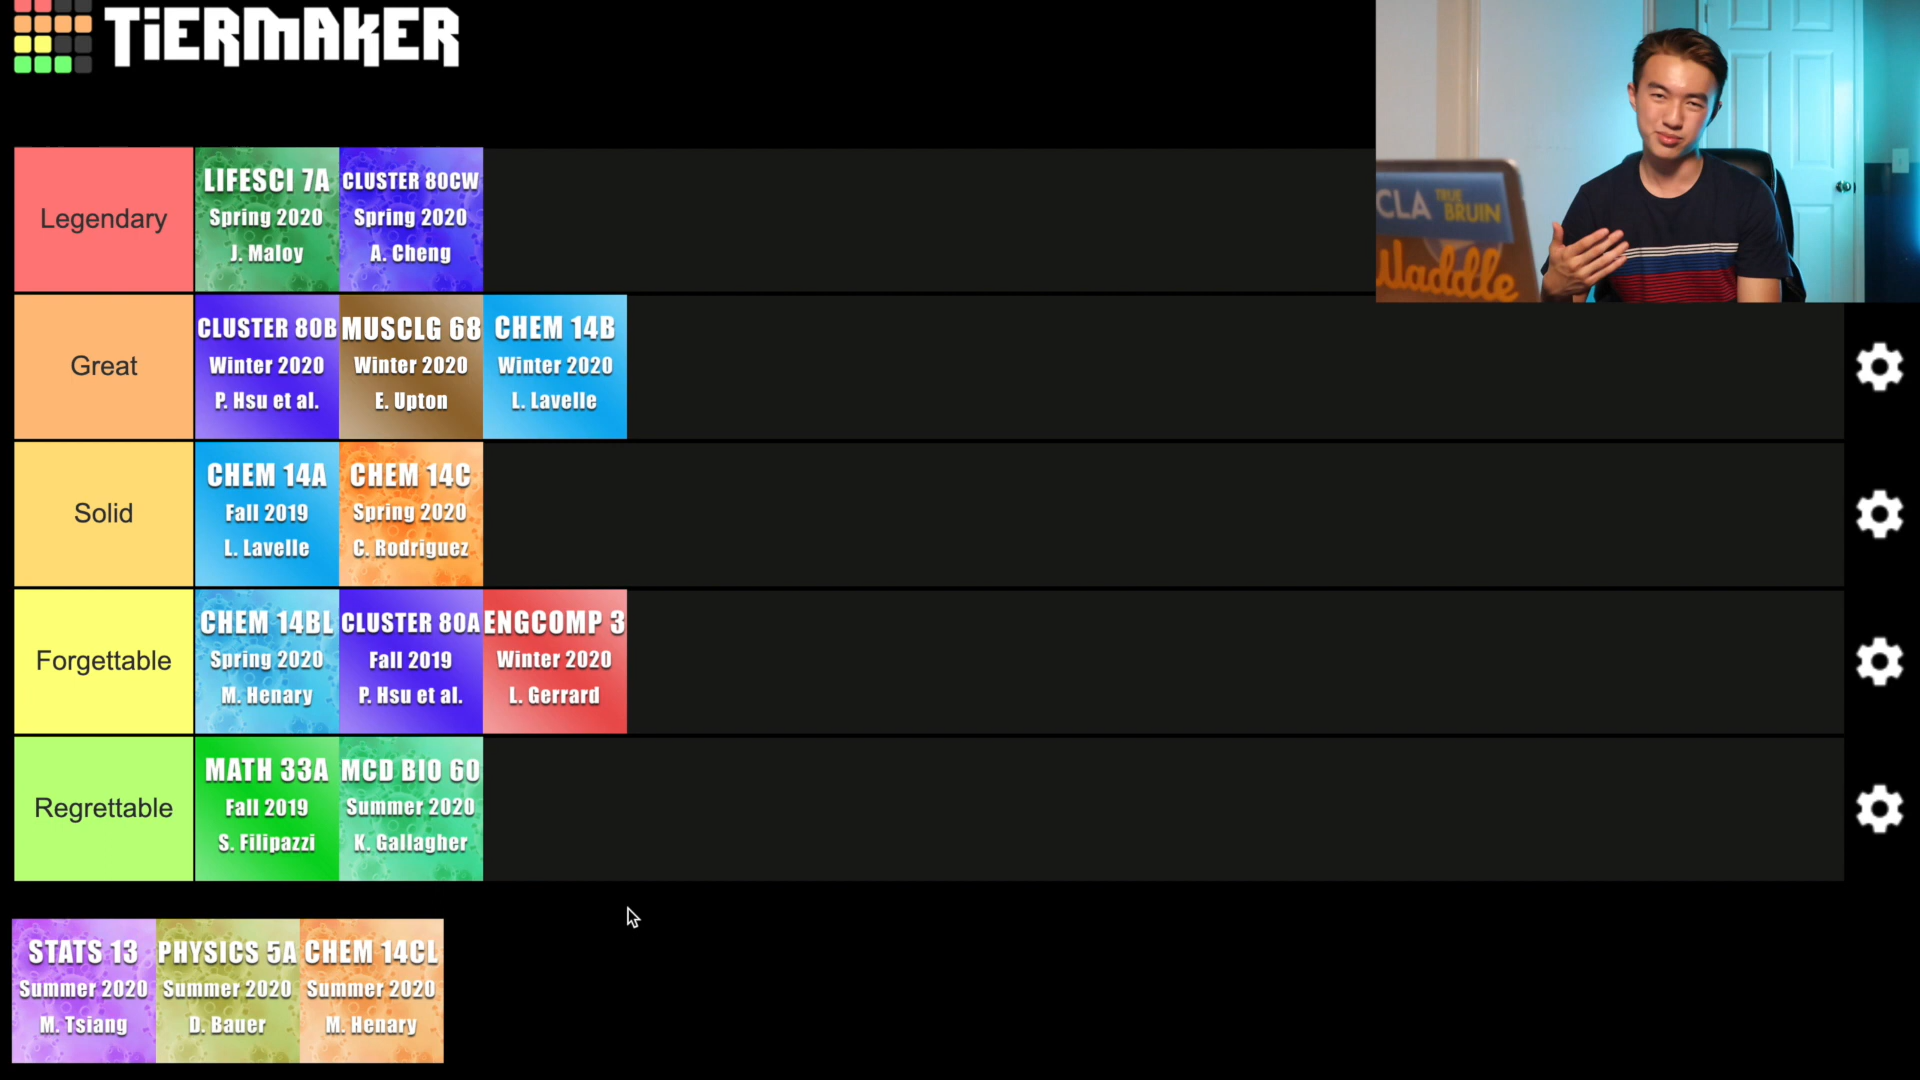 TiERMAKER
CLA TRUE BRUIN
Waddle
Legendary
LIFESCI 7A
Spring 2020
J. Maloy
CLUSTER 80CW
Spring 2020
A. Cheng
Great
CLUSTER 80B
Winter 2020
P. Hsu et al.
MUSCLG 68
Winter 2020
E. Upton
CHEM 14B
Winter 2020
L. Lavelle
Solid
CHEM 14A
Fall 2019
L. Lavelle
CHEM 14C
Spring 2020
C. Rodriguez
Forgettable
CHEM 14BL
Spring 2020
M. Henary
CLUSTER 80A
Fall 2019
P. Hsu et al.
ENGCOMP 3
Winter 2020
L. Gerrard
Regrettable
MATH 33A
Fall 2019
S. Filipazzi
MCD BIO 60
Summer 2020
K. Gallagher
STATS 13
Summer 2020
M. Tsiang
PHYSICS 5A
Summer 2020
D. Bauer
CHEM 14CL
Summer 2020
M. Henary